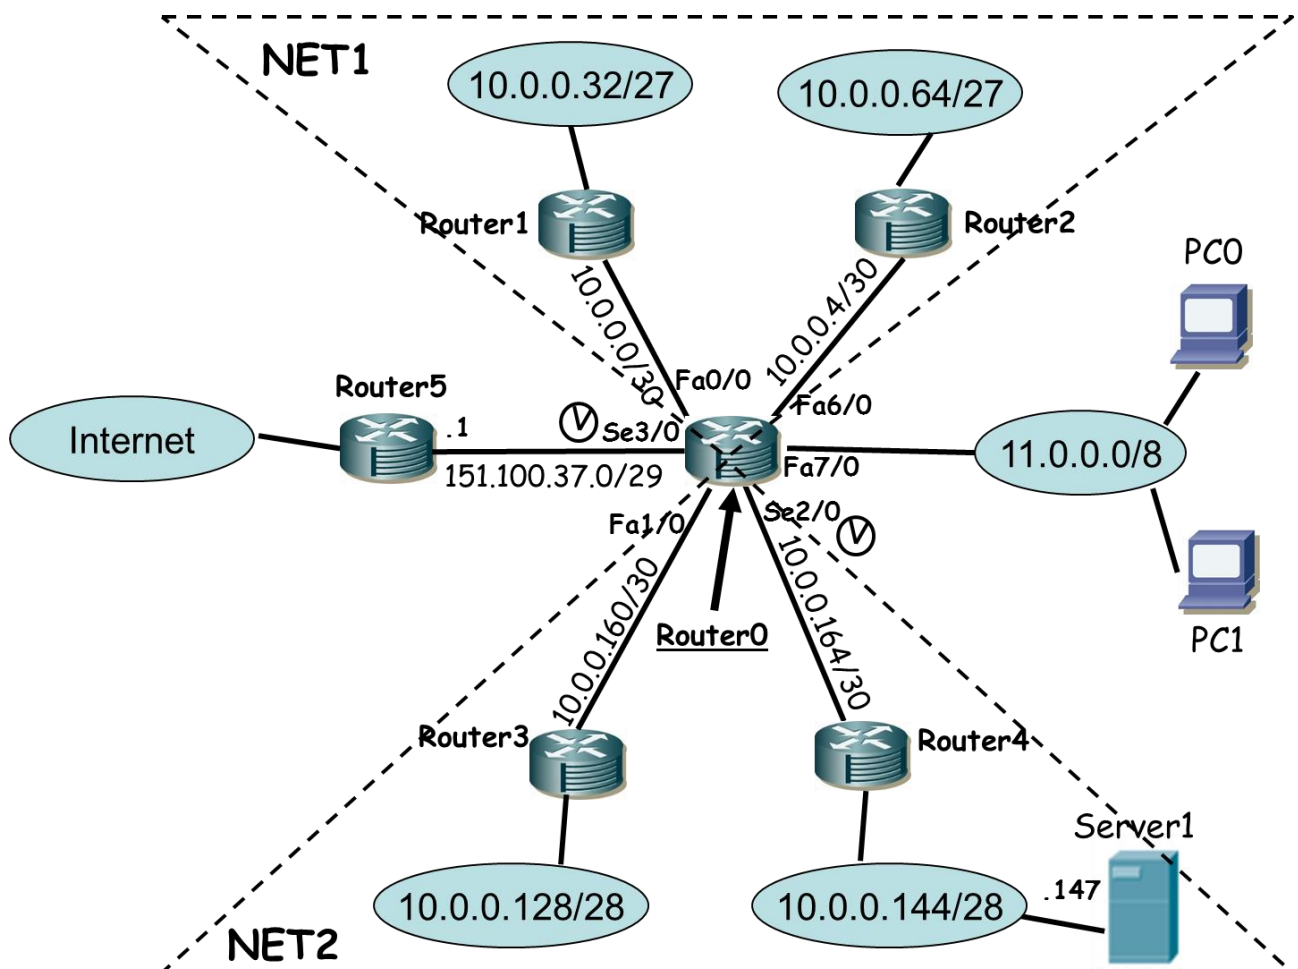 NET1
10.0.0.32/27
10.0.0.64/27
Router1
Router2
PC0
10.0.0.0/30
10.0.0.4/30
Router5
Fa0/0
Fa6/0
Internet
.1
V
Se3/0
11.0.0.0/8
151.100.37.0/29
Fa7/0
Fa1/0
Se2/0
V
10.0.0.160/30
10.0.0.164/30
Router0
PC1
Router3
Router4
Server1
.147
10.0.0.128/28
10.0.0.144/28
NET2